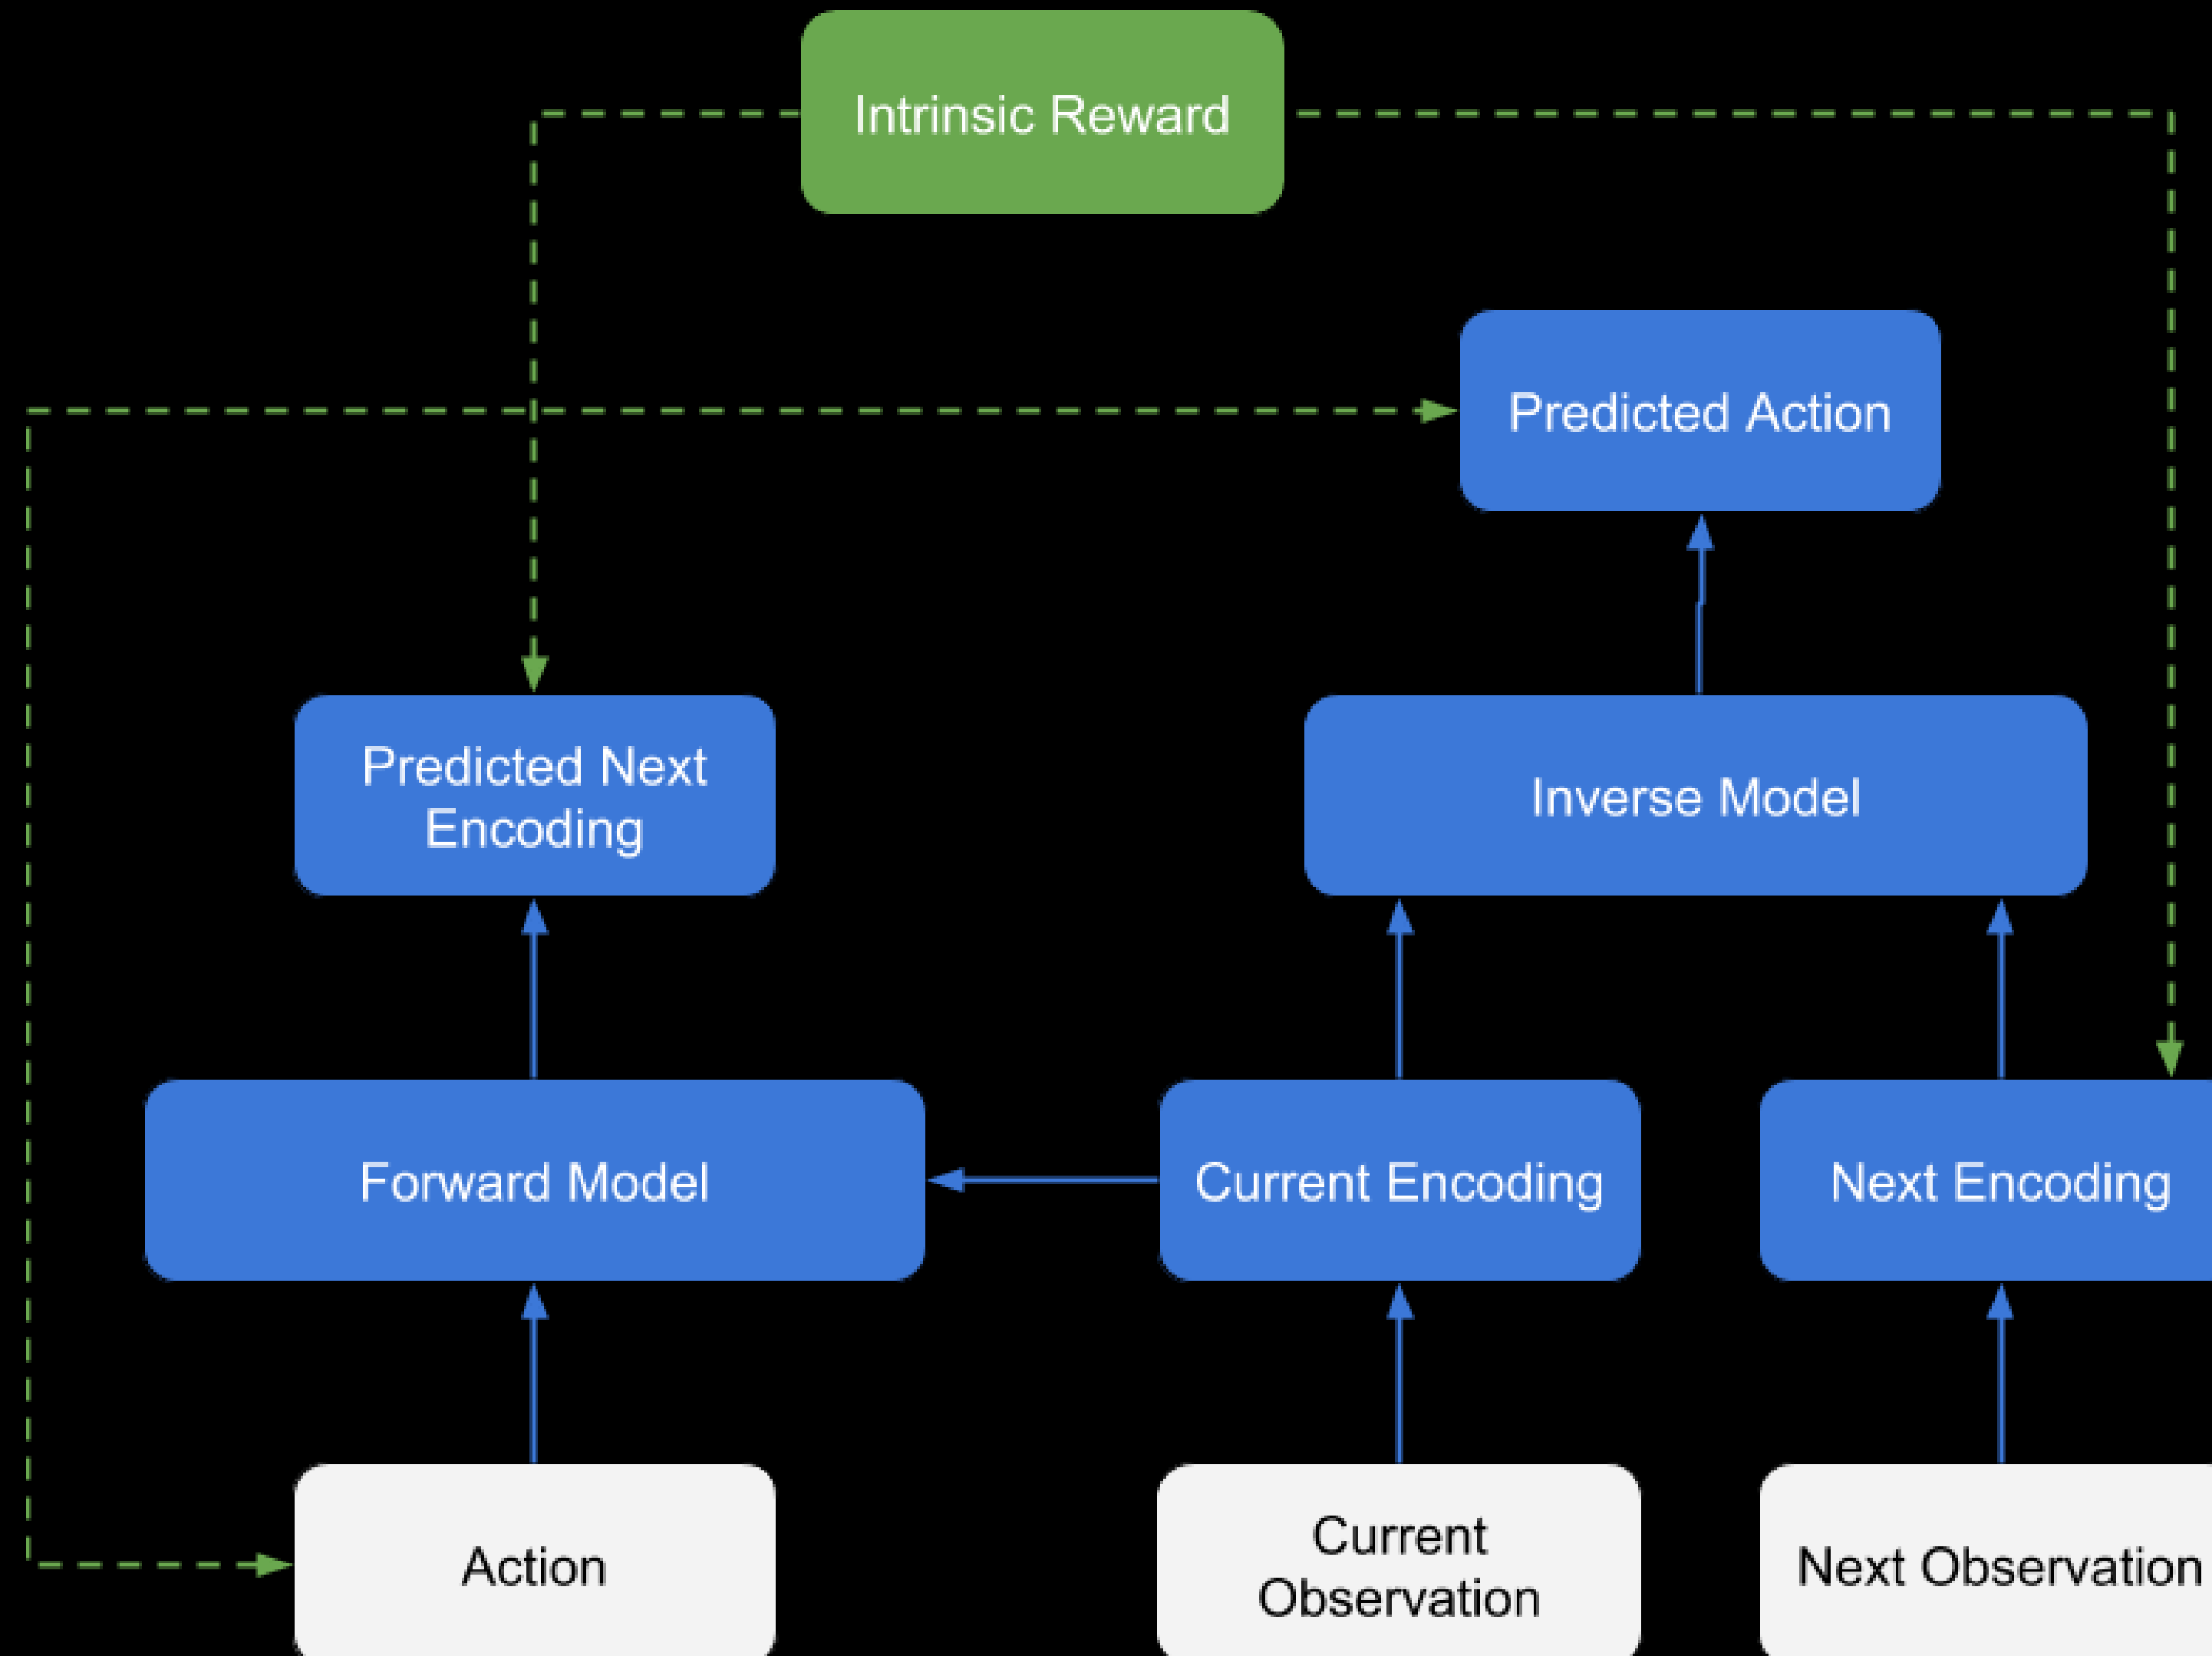 Intrinsic Reward
Predicted Action
Predicted Next
Encoding
Inverse Model
Forward Model
Current Encoding
Next Encoding
Action
Current
Observation
Next Observation